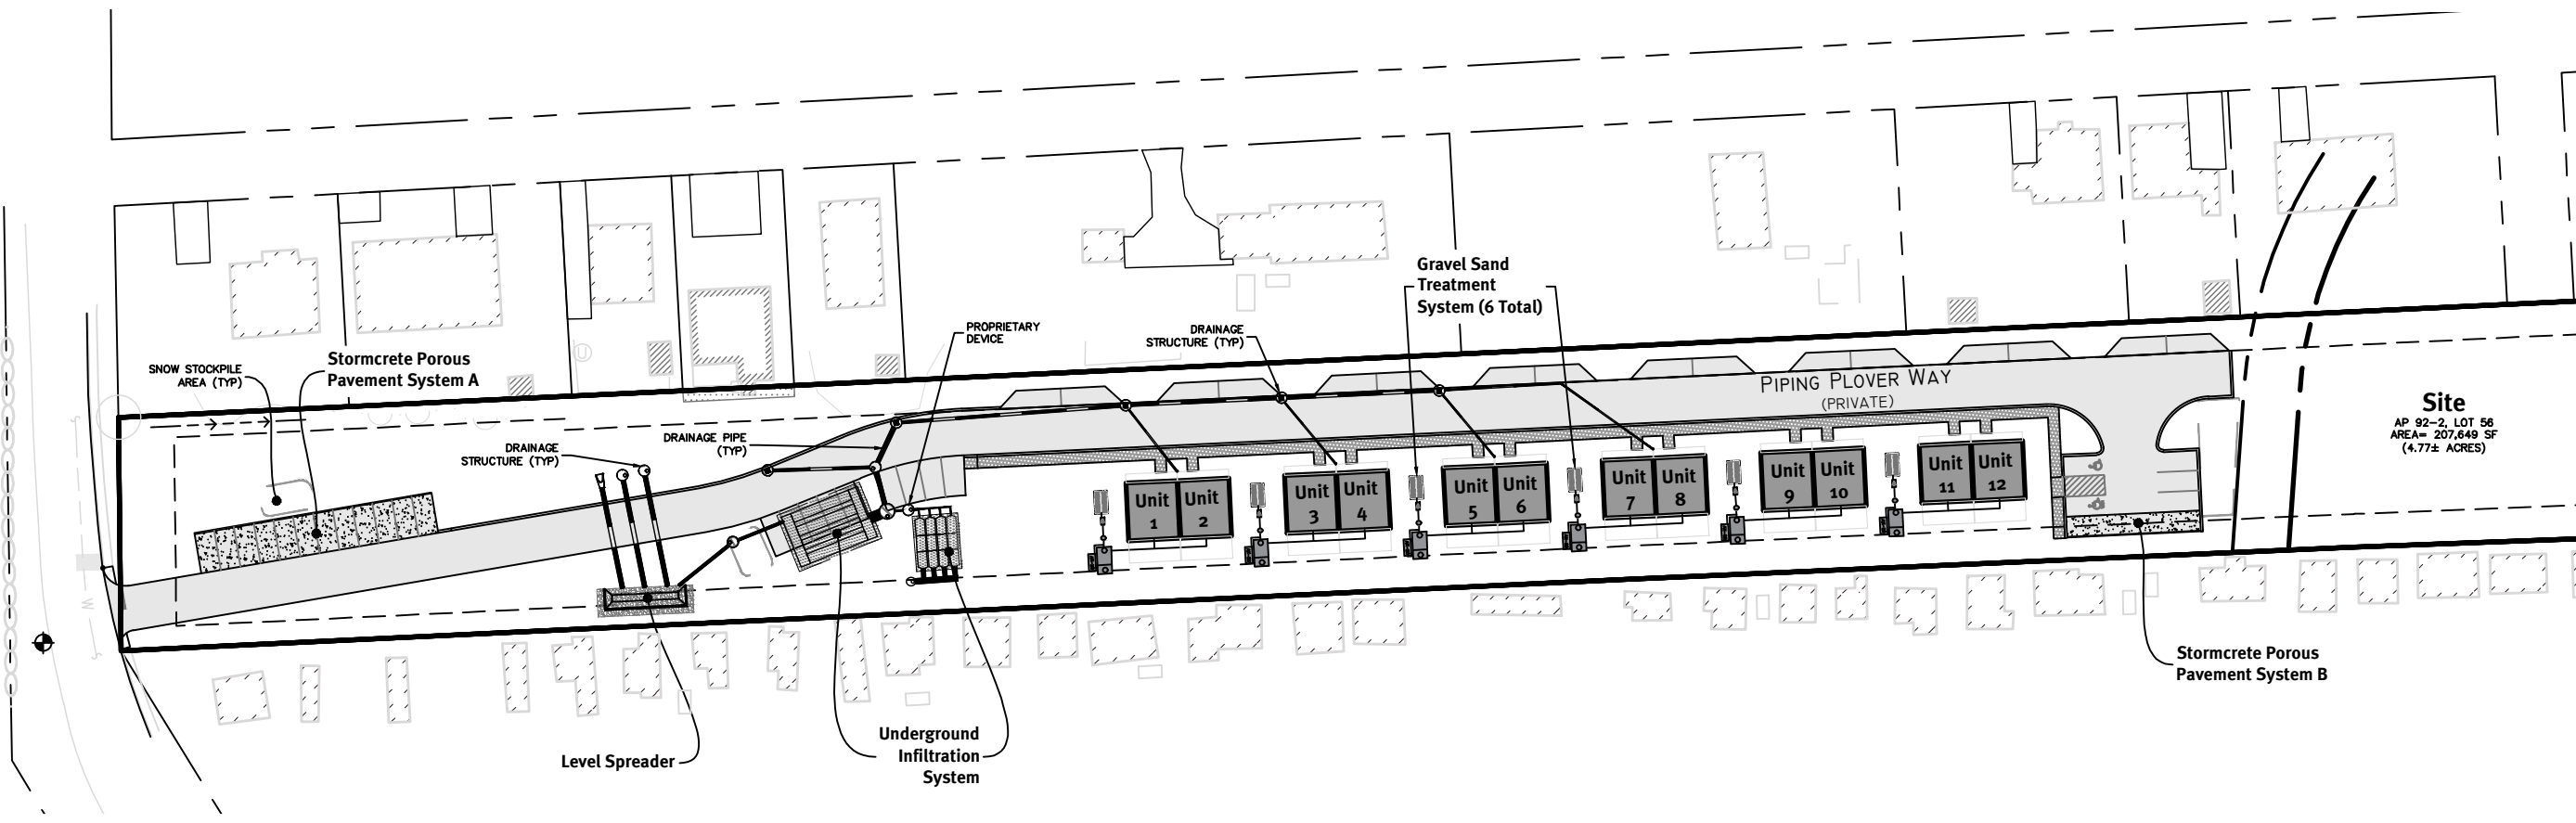 Gravel Sand
Treatment
System (6 Total)
PROPRIETARY
DEVICE
DRAINAGE
STRUCTURE (TYP)
Stormcrete Porous
Pavement System A
SNOW STOCKPILE
AREA (TYP)
PIPING PLOVER WAY
(PRIVATE)
Site
AP 92-2, LOT 56
AREA= 207,649 SF
(4.77± ACRES)
DRAINAGE PIPE
(TYP)
DRAINAGE
STRUCTURE (TYP)
Unit
1
Unit
2
Unit
3
Unit
4
Unit
5
Unit
6
Unit
7
Unit
8
Unit
9
Unit
10
Unit
11
Unit
12
W
U
Stormcrete Porous
Pavement System B
Level Spreader
Underground
Infiltration
System